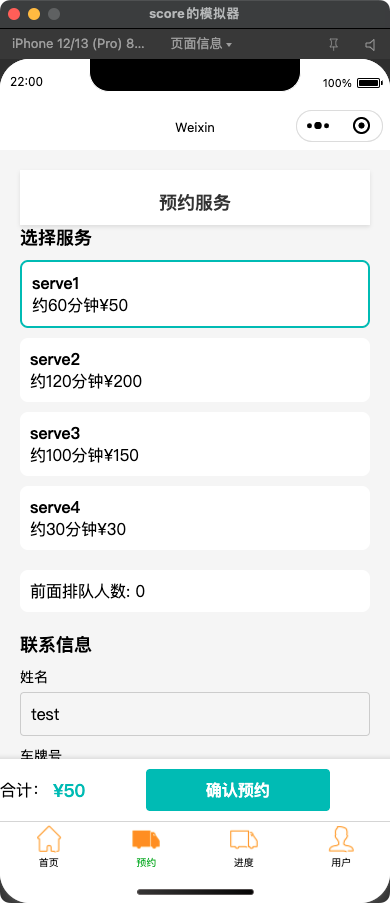 score的模拟器
iPhone 12/13 (Pro) 8... 页面信息
22:00 100%
Weixin
预约服务
选择服务
serve1
约60分钟¥50
serve2
约120分钟¥200
serve3
约100分钟¥150
serve4
约30分钟¥30
前面排队人数: 0
联系信息
姓名
test
车牌号
合计： ¥50 确认预约
首页 预约 进度 用户